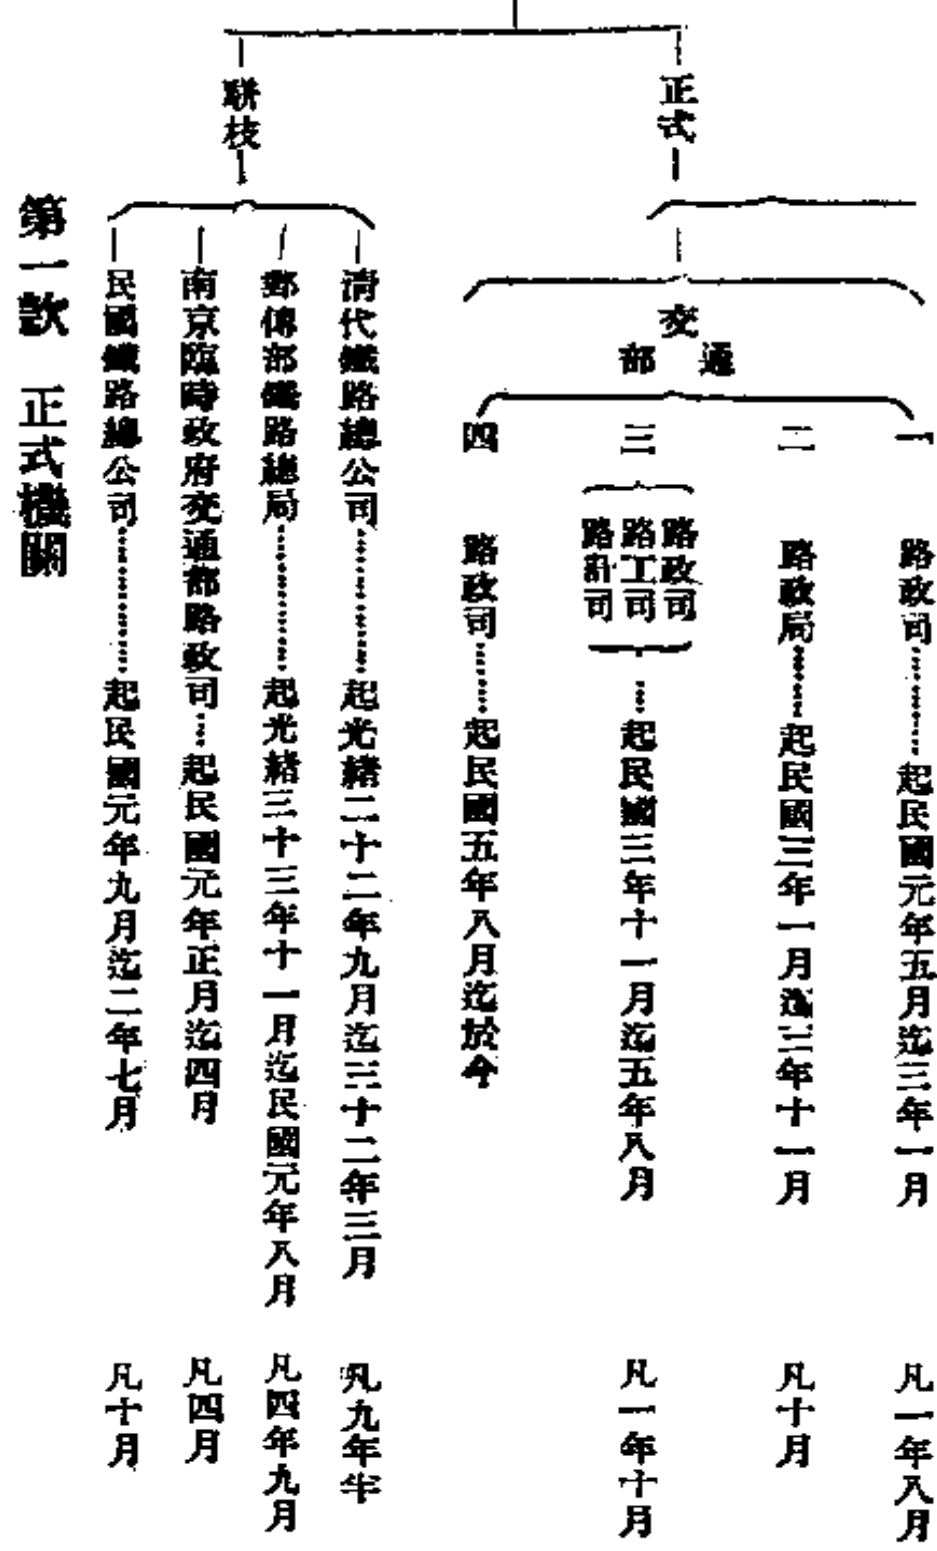 正式
交通部
一 路政司…………起民國元年五月迄三年一月 凡一年八月
二 路政局………起民國三年一月迄三年十一月 凡十月
三
路政司
路工司
路計司
…起民國三年十一月迄五年八月 凡一年十月
四 路政司………起民國五年八月迄於今
騈枝
清代鐵路總公司…………起光緒二十二年九月迄三十二年三月 凡九年半
郵傳部鐵路總局…………起光緒三十三年十一月迄民國元年八月 凡四年九月
南京臨時政府交通部路政司…起民國元年正月迄四月 凡四月
民國鐵路總公司…………起民國元年九月迄二年七月 凡十月
第一款 正式機關